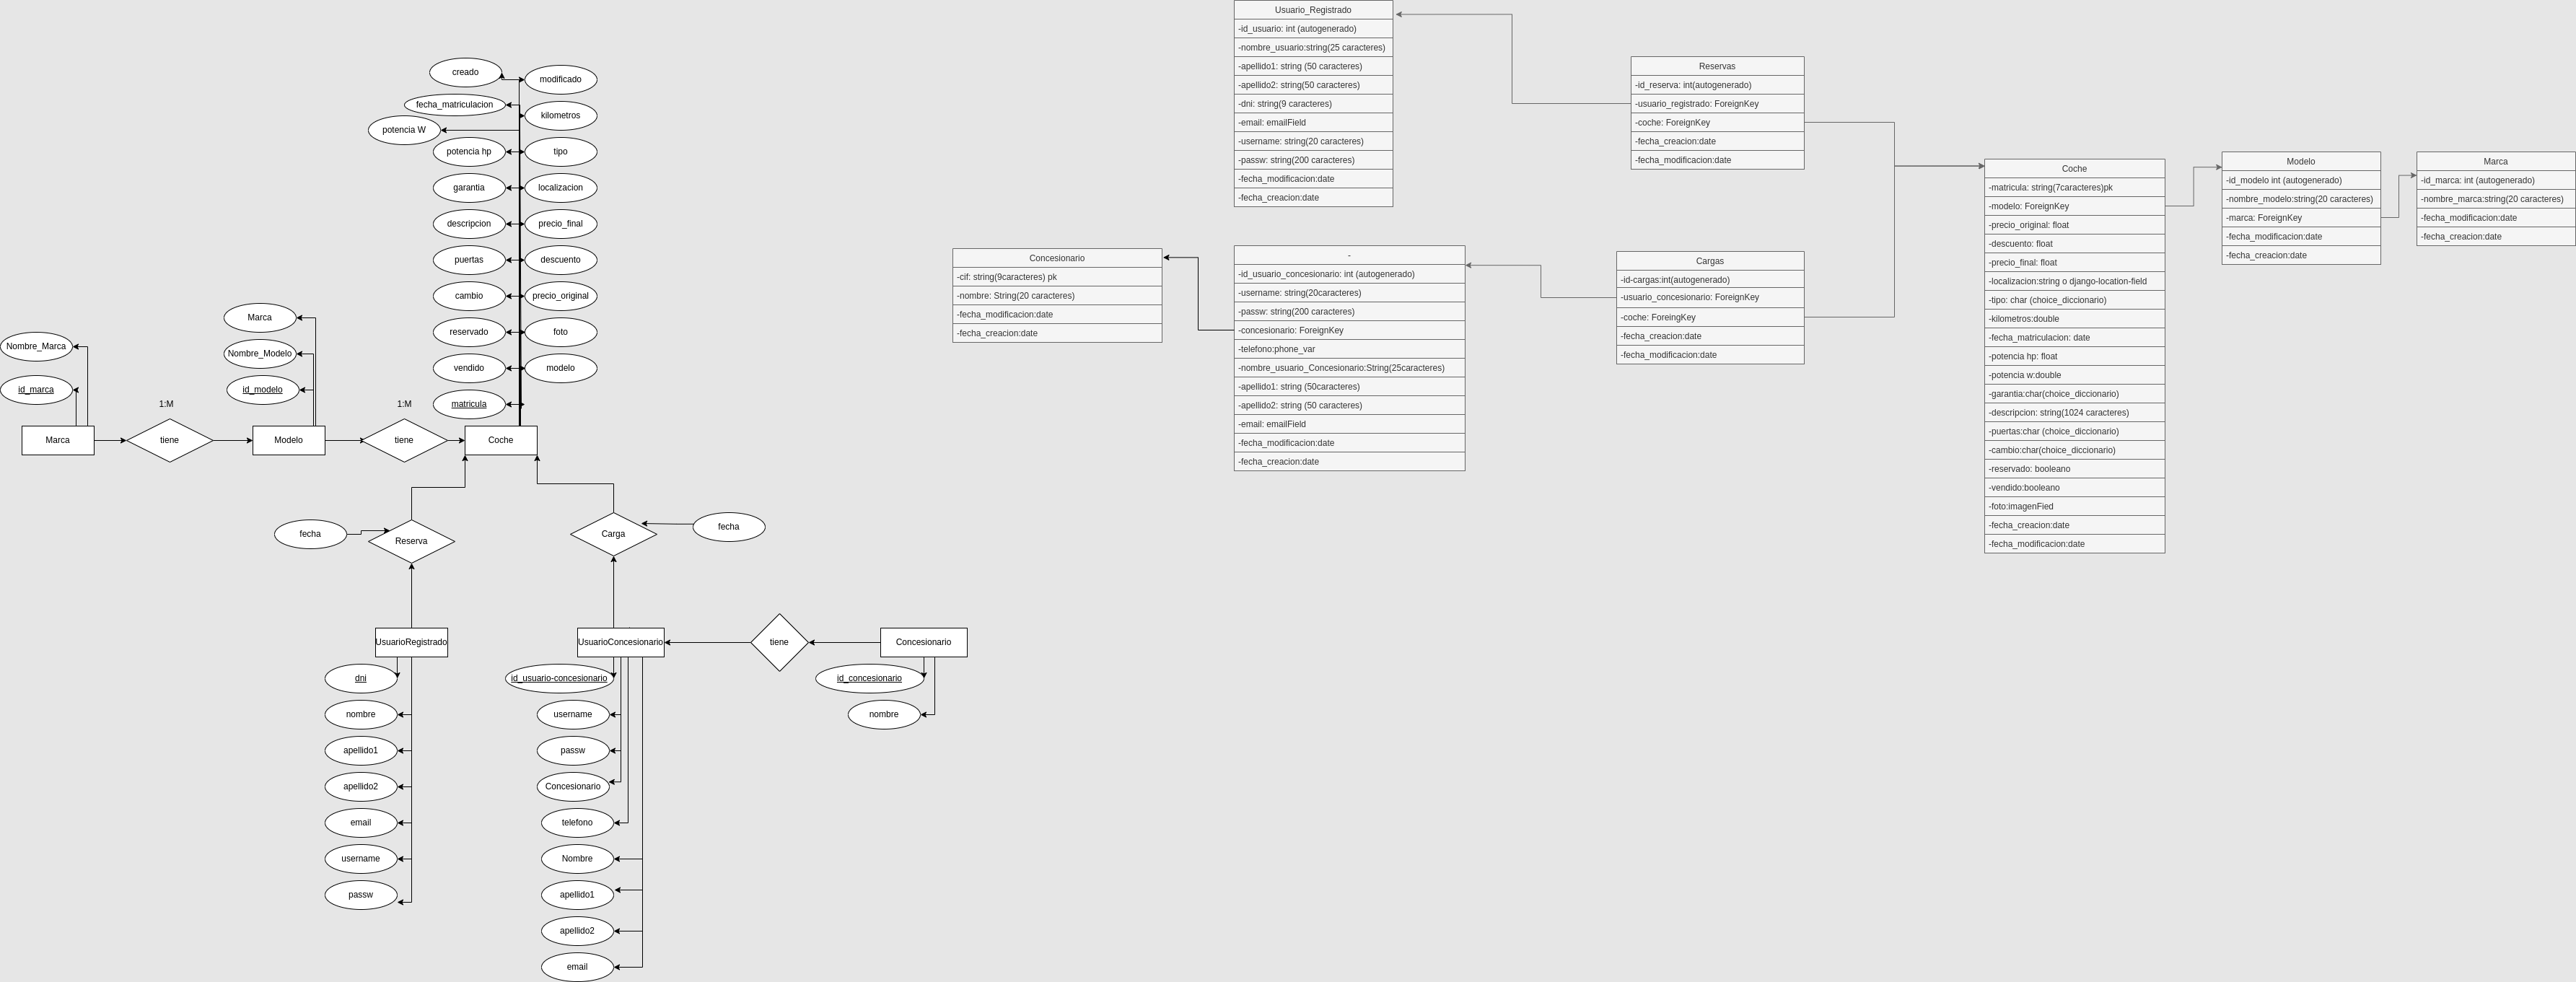 creado
modificado
fecha_matriculacion
kilometros
potencia W
potencia hp
tipo
garantia
localizacion
descripcion
precio_final
puertas
descuento
cambio
precio_original
reservado
foto
vendido
modelo
matricula
Marca
Nombre_Modelo
id_modelo
Nombre_Marca
id_marca
1:M
1:M
Marca
tiene
Modelo
tiene
Coche
fecha
Reserva
Carga
fecha
UsuarioRegistrado
UsuarioConcesionario
tiene
Concesionario
dni
nombre
apellido1
apellido2
email
username
passw
id_usuario-concesionario
username
passw
Concesionario
telefono
Nombre
apellido1
apellido2
email
id_concesionario
nombre
Usuario_Registrado
-id_usuario: int (autogenerado)
-nombre_usuario:string(25 caracteres)
-apellido1: string (50 caracteres)
-apellido2: string(50 caracteres)
-dni: string(9 caracteres)
-email: emailField
-username: string(20 caracteres)
-passw: string(200 caracteres)
-fecha_modificacion:date
-fecha_creacion:date
Concesionario
-cif: string(9caracteres) pk
-nombre: String(20 caracteres)
-fecha_modificacion:date
-fecha_creacion:date
-
-id_usuario_concesionario: int (autogenerado)
-username: string(20caracteres)
-passw: string(200 caracteres)
-concesionario: ForeignKey
-telefono:phone_var
-nombre_usuario_Concesionario:String(25caracteres)
-apellido1: string (50caracteres)
-apellido2: string (50 caracteres)
-email: emailField
-fecha_modificacion:date
-fecha_creacion:date
Reservas
-id_reserva: int(autogenerado)
-usuario_registrado: ForeignKey
-coche: ForeignKey
-fecha_creacion:date
-fecha_modificacion:date
Cargas
-id-cargas:int(autogenerado)
-usuario_concesionario: ForeignKey
-coche: ForeingKey
-fecha_creacion:date
-fecha_modificacion:date
Coche
-matricula: string(7caracteres)pk
-modelo: ForeignKey
-precio_original: float
-descuento: float
-precio_final: float
-localizacion:string o django-location-field
-tipo: char (choice_diccionario)
-kilometros:double
-fecha_matriculacion: date
-potencia hp: float
-potencia w:double
-garantia:char(choice_diccionario)
-descripcion: string(1024 caracteres)
-puertas:char (choice_diccionario)
-cambio:char(choice_diccionario)
-reservado: booleano
-vendido:booleano
-foto:imagenFied
-fecha_creacion:date
-fecha_modificacion:date
Modelo
-id_modelo int (autogenerado)
-nombre_modelo:string(20 caracteres)
-marca: ForeignKey
-fecha_modificacion:date
-fecha_creacion:date
Marca
-id_marca: int (autogenerado)
-nombre_marca:string(20 caracteres)
-fecha_modificacion:date
-fecha_creacion:date